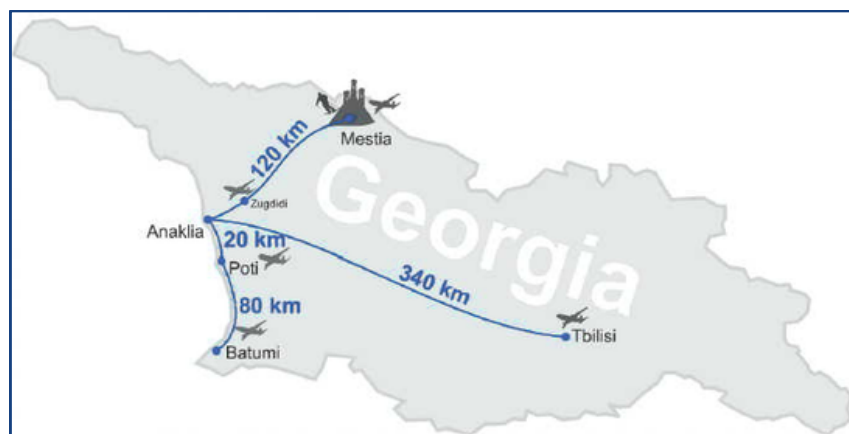 Mestia
120 km
Zugdidi
Georgia
Anaklia
20 km
Poti
340 km
80 km
Tbilisi
Batumi